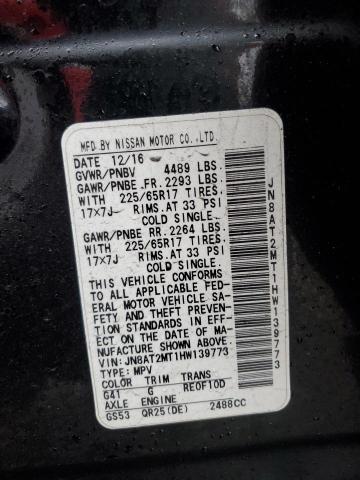 MFD.BY NISSAN MOTOR CO.,LTD.
DATE 12/16
GVWR/PNBV 4489 LBS.
GAWR/PNBE FR. 2293 LBS.
WITH 225/65R17 TIRES,
17x7J RIMS.AT 33 PSI
COLD SINGLE
GAWR/PNBE RR. 2264 LBS.
WITH 225/65R17 TIRES,
17x7J RIMS.AT 33 PSI
COLD SINGLE
THIS VEHICLE CONFORMS
TO ALL APPLICABLE FED-
ERAL MOTOR VEHICLE SA-
FETY AND THEFT PREVENTION
STANDARDS IN EFF-
ECT ON THE DATE OF MA-
NUFACTURE SHOWN ABOVE
VIN: JN8AT2MT1HW139773
TYPE: MPV
COLOR TRIM TRANS
G41 G RE0F10D
AXLE ENGINE
GS53 QR25(DE) 2488CC
JN8AT2MT1HW139773